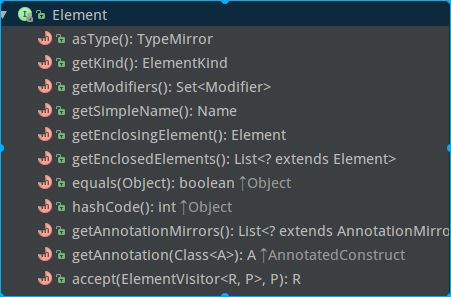 Element
asType(): TypeMirror
getKind(): ElementKind
getModifiers(): Set<Modifier>
getSimpleName(): Name
getEnclosingElement(): Element
getEnclosedElements(): List<? extends Element>
equals(Object): boolean ↑Object
hashCode(): int ↑Object
getAnnotationMirrors(): List<? extends AnnotationMirro
getAnnotation(Class<A>): A ↑AnnotatedConstruct
accept(ElementVisitor<R, P>, P): R